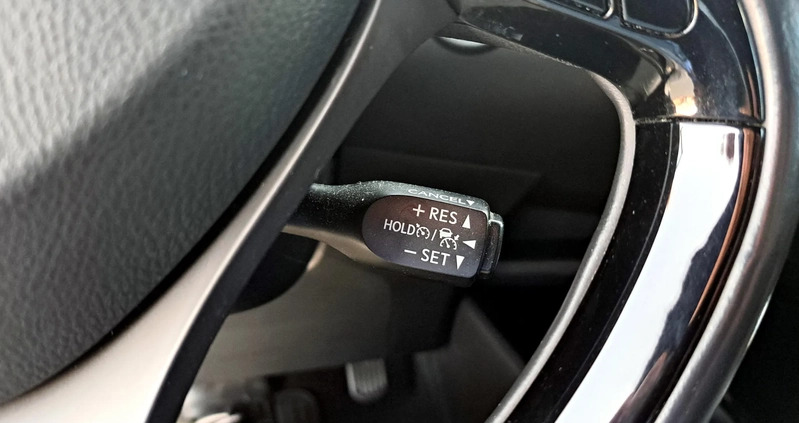 CANCEL▼
+ RES ▲
HOLD / ◄
− SET ▼